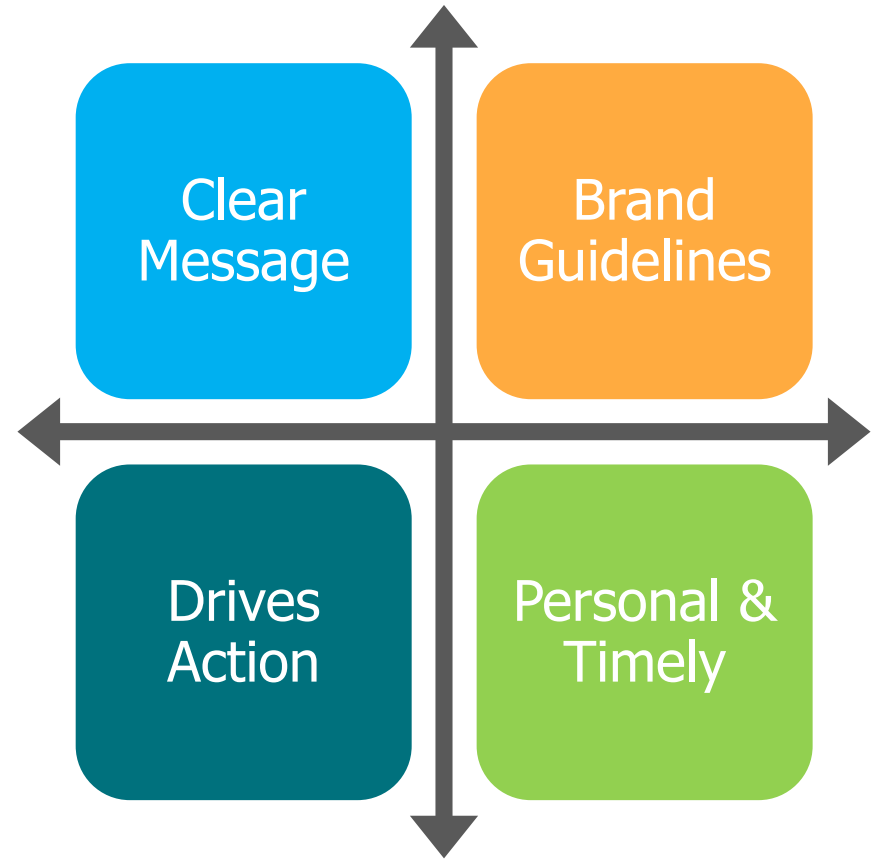 Clear
Message
Brand
Guidelines
Drives
Action
Personal &
Timely